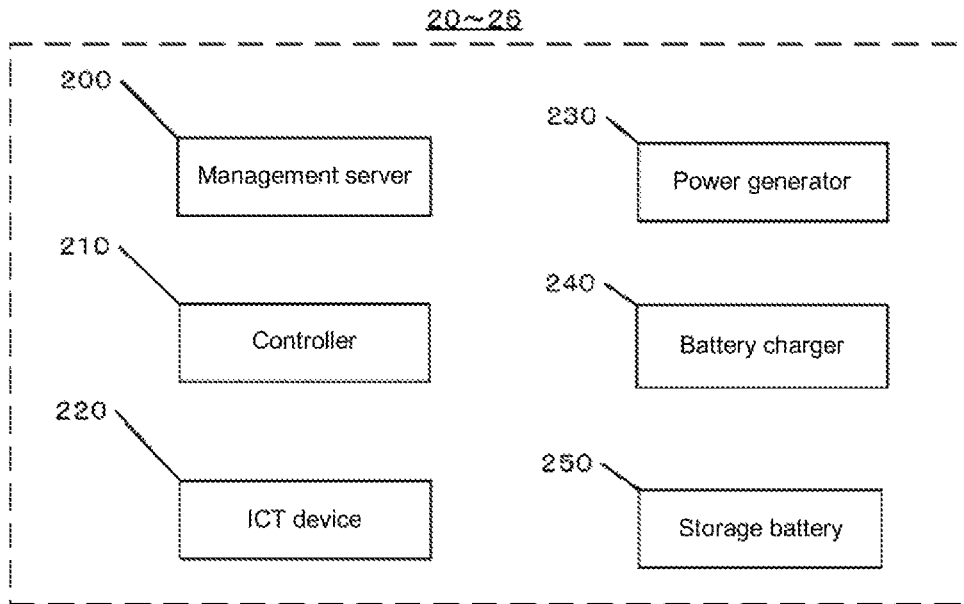 20~26
200
Management server
210
Controller
220
ICT device
230
Power generator
240
Battery charger
250
Storage battery